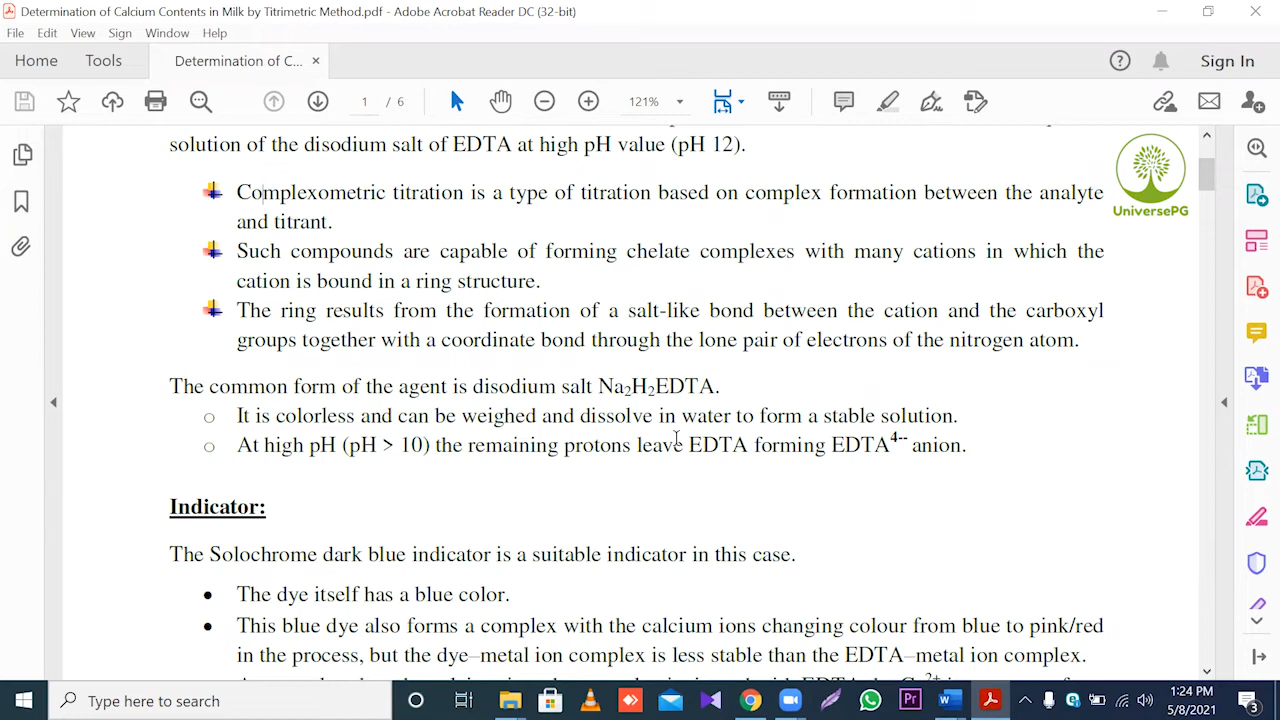 Determination of Calcium Contents in Milk by Titrimetric Method.pdf - Adobe Acrobat Reader DC (32-bit)
File Edit View Sign Window Help
Home Tools Determination of C... × Sign In
1 / 6 121%
solution of the disodium salt of EDTA at high pH value (pH 12).
UniversePG
Complexometric titration is a type of titration based on complex formation between the analyte
and titrant.
Such compounds are capable of forming chelate complexes with many cations in which the
cation is bound in a ring structure.
The ring results from the formation of a salt-like bond between the cation and the carboxyl
groups together with a coordinate bond through the lone pair of electrons of the nitrogen atom.
The common form of the agent is disodium salt Na₂H₂EDTA.
○ It is colorless and can be weighed and dissolve in water to form a stable solution.
○ At high pH (pH > 10) the remaining protons leave EDTA forming EDTA⁴⁻⁻ anion.
Indicator:
The Solochrome dark blue indicator is a suitable indicator in this case.
• The dye itself has a blue color.
• This blue dye also forms a complex with the calcium ions changing colour from blue to pink/red
in the process, but the dye–metal ion complex is less stable than the EDTA–metal ion complex.
Type here to search
1:24 PM
5/8/2021
3